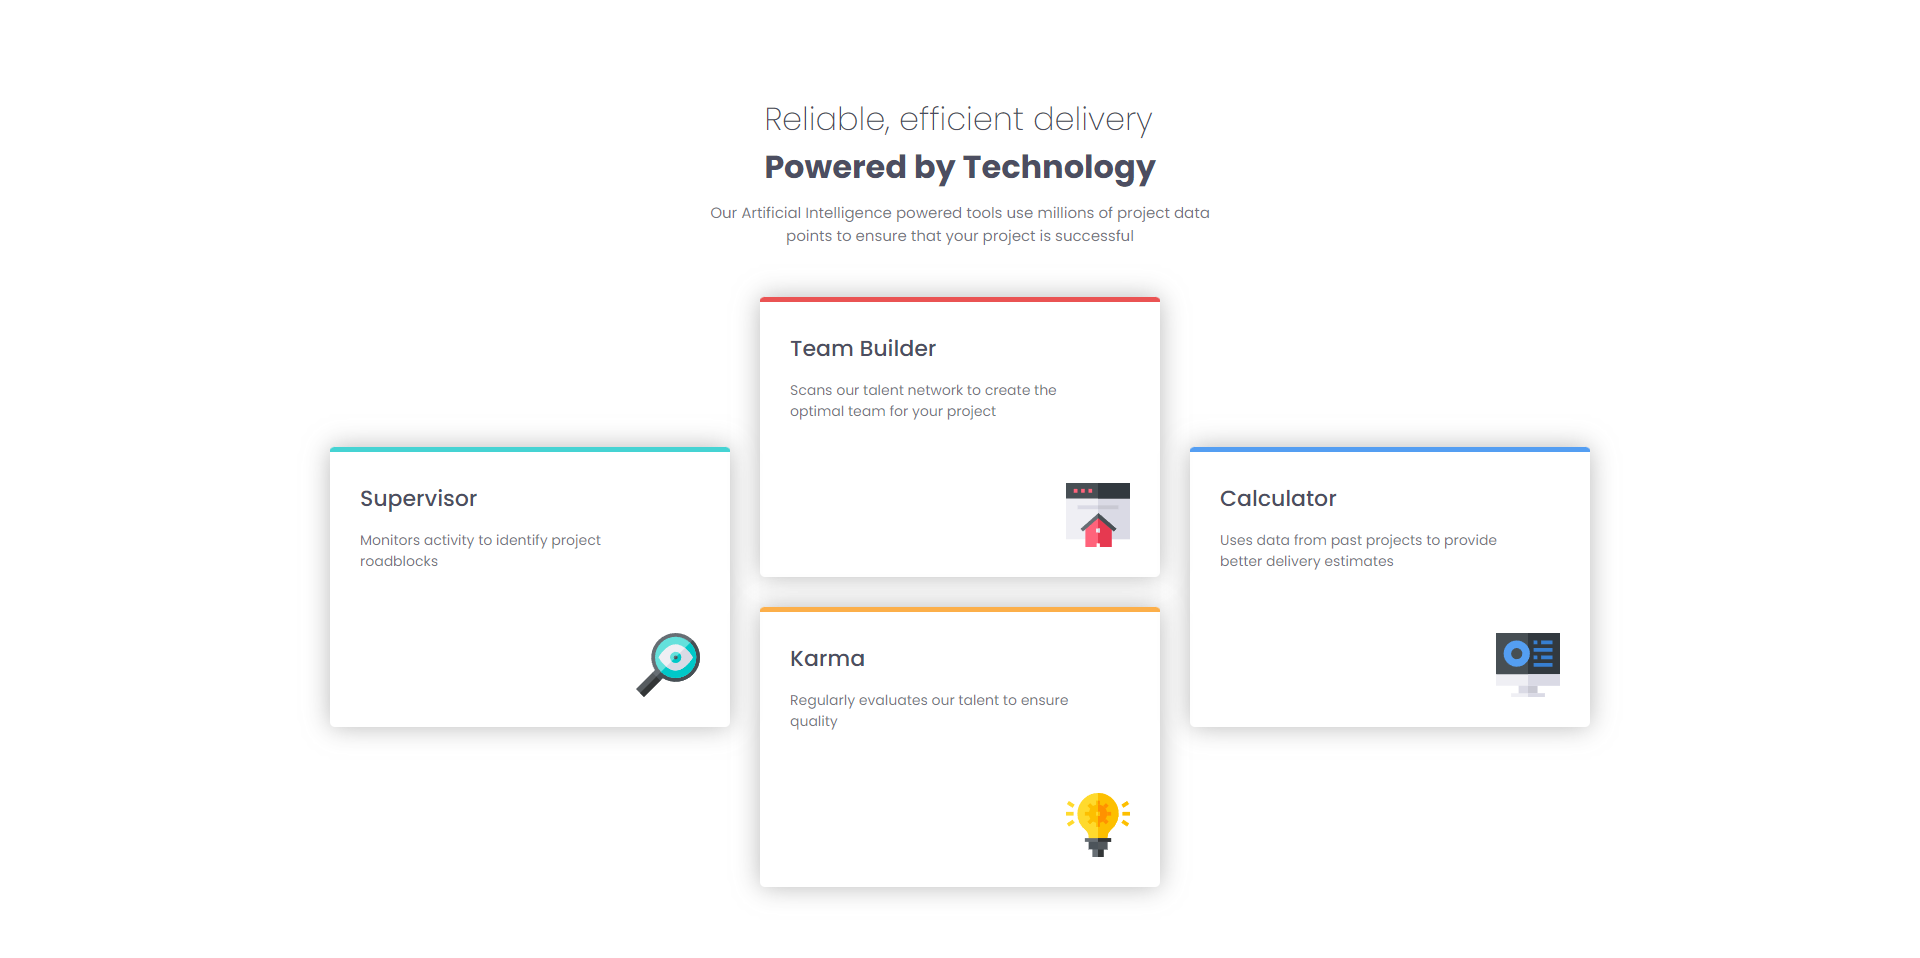 Reliable, efficient delivery
Powered by Technology
Our Artificial Intelligence powered tools use millions of project data
points to ensure that your project is successful
Supervisor
Monitors activity to identify project
roadblocks
Team Builder
Scans our talent network to create the
optimal team for your project
Karma
Regularly evaluates our talent to ensure
quality
Calculator
Uses data from past projects to provide
better delivery estimates